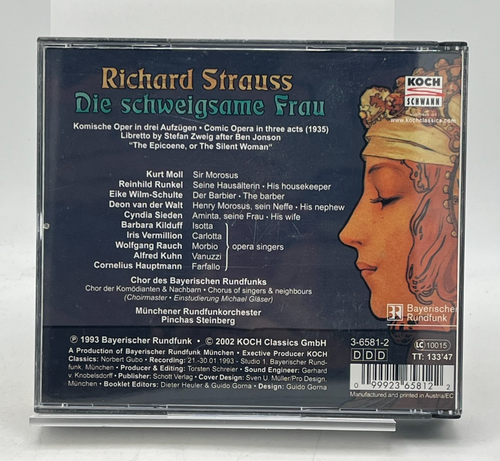 Richard Strauss
Die schweigsame Frau
Komische Oper in drei Aufzügen • Comic Opera in three acts (1935)
Libretto by Stefan Zweig after Ben Jonson
"The Epicoene, or The Silent Woman"
KOCH
SCHWANN
www.kochclassics.com
Kurt Moll Sir Morosus
Reinhild Runkel Seine Hausälterin • His housekeeper
Eike Wilm-Schulte Der Barbier • The barber
Deon van der Walt Henry Morosus, sein Neffe • His nephew
Cyndia Sieden Aminta, seine Frau • His wife
Barbara Kilduff Isotta
Iris Vermillion Carlotta
Wolfgang Rauch Morbio opera singers
Alfred Kuhn Vanuzzi
Cornelius Hauptmann Farfallo
Chor des Bayerischen Rundfunks
Chor der Komödianten & Nachbarn • Chorus of singers & neighbours
(Choirmaster • Einstudierung Michael Gläser)
Münchener Rundfunkorchester
Pinchas Steinberg
Bayerischer
Rundfunk
℗ 1993 Bayerischer Rundfunk • © 2002 KOCH Classics GmbH
A Production of Bayerischer Rundfunk München • Exective Producer KOCH
Classics: Norbert Gubo • Recording: 21.-30.01.1993 - Studio 1, Bayerischer Rund-
funk, München • Producer & Editing: Torsten Schreier • Sound Engineer: Gerhard
v. Knobelsdorff • Publisher: Schott Verlag • Cover Design: Sven U. Müller/Pro Design,
München • Booklet Editors: Dieter Heuler & Guido Gorna • Design: Guido Gorna
3-6581-2
DDD
LC 10015
TT: 133'47
0 99923 65812 2
Manufactured and printed in Austria/EC